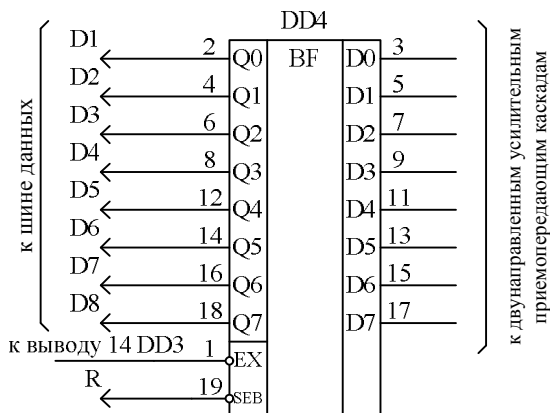 DD4
D1 2 Q0 BF D0 3
D2 4 Q1 D1 5
D3 6 Q2 D2 7
D4 8 Q3 D3 9
D5 12 Q4 D4 11
D6 14 Q5 D5 13
D7 16 Q6 D6 15
D8 18 Q7 D7 17
к выводу 14 DD3 1 EX
R 19 SEB
к шине данных
к двунаправленным усилительным
приемопередающим каскадам